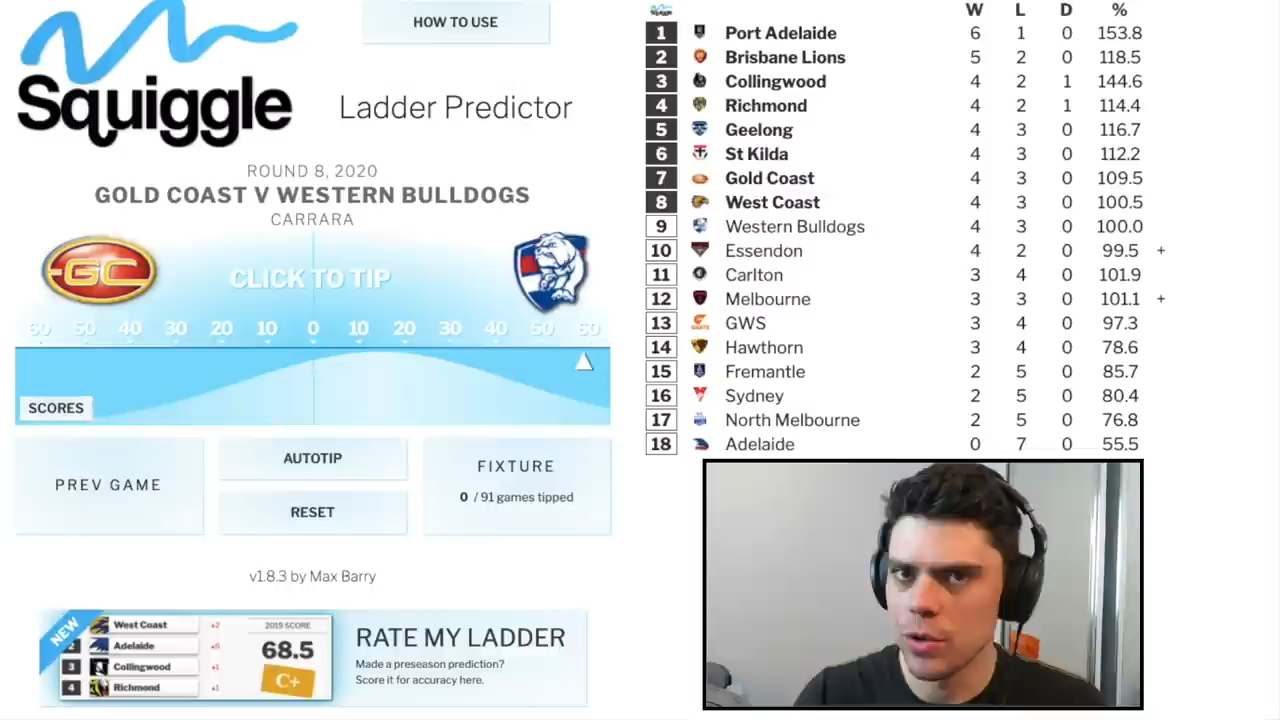 HOW TO USE
Squiggle
Ladder Predictor
ROUND 8, 2020
GOLD COAST V WESTERN BULLDOGS
CARRARA
GC
CLICK TO TIP
60 50 40 30 20 10 0 10 20 30 40 50 60
SCORES
PREV GAME
AUTOTIP
RESET
FIXTURE
0 / 91 games tipped
v1.8.3 by Max Barry
NEW
West Coast
Adelaide
3 Collingwood
4 Richmond
2019 SCORE
68.5
C+
RATE MY LADDER
Made a preseason prediction?
Score it for accuracy here.
W L D %
1 Port Adelaide 6 1 0 153.8
2 Brisbane Lions 5 2 0 118.5
3 Collingwood 4 2 1 144.6
4 Richmond 4 2 1 114.4
5 Geelong 4 3 0 116.7
6 St Kilda 4 3 0 112.2
7 Gold Coast 4 3 0 109.5
8 West Coast 4 3 0 100.5
9 Western Bulldogs 4 3 0 100.0
10 Essendon 4 2 0 99.5 +
11 Carlton 3 4 0 101.9
12 Melbourne 3 3 0 101.1 +
13 GWS 3 4 0 97.3
14 Hawthorn 3 4 0 78.6
15 Fremantle 2 5 0 85.7
16 Sydney 2 5 0 80.4
17 North Melbourne 2 5 0 76.8
18 Adelaide 0 7 0 55.5